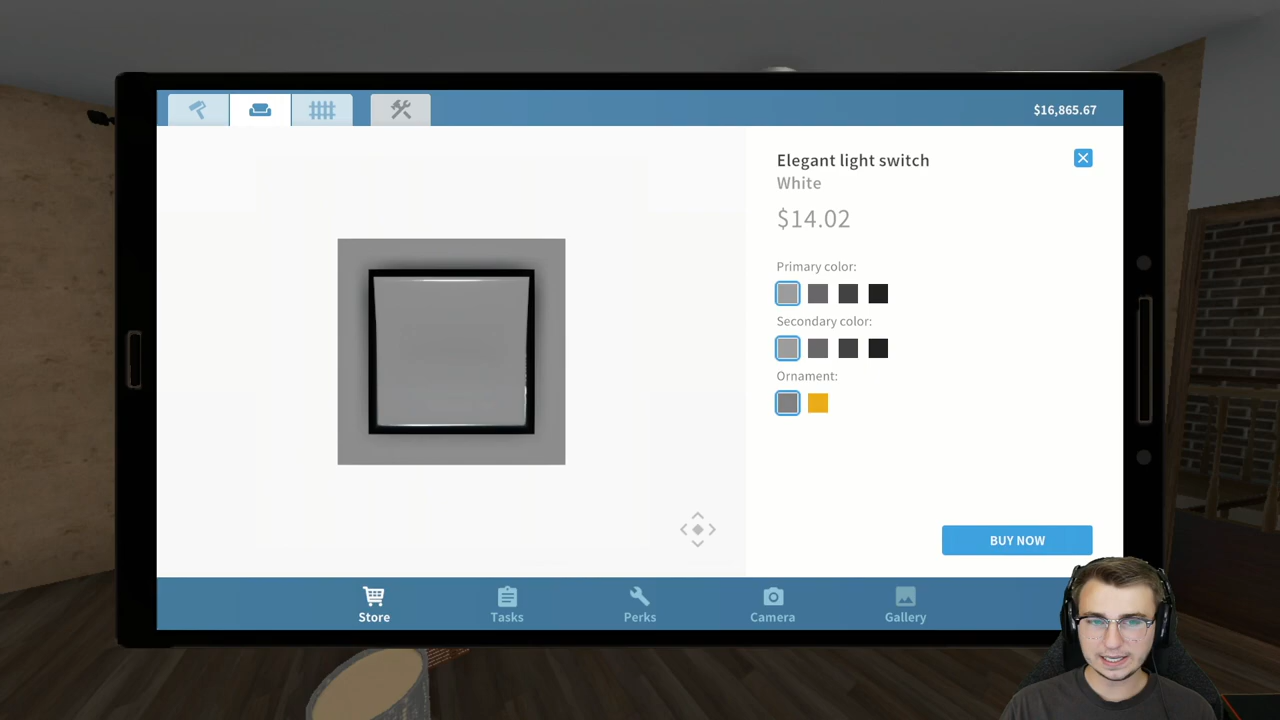 $16,865.67
Elegant light switch
White
$14.02
Primary color:
Secondary color:
Ornament:
BUY NOW
Store
Tasks
Perks
Camera
Gallery